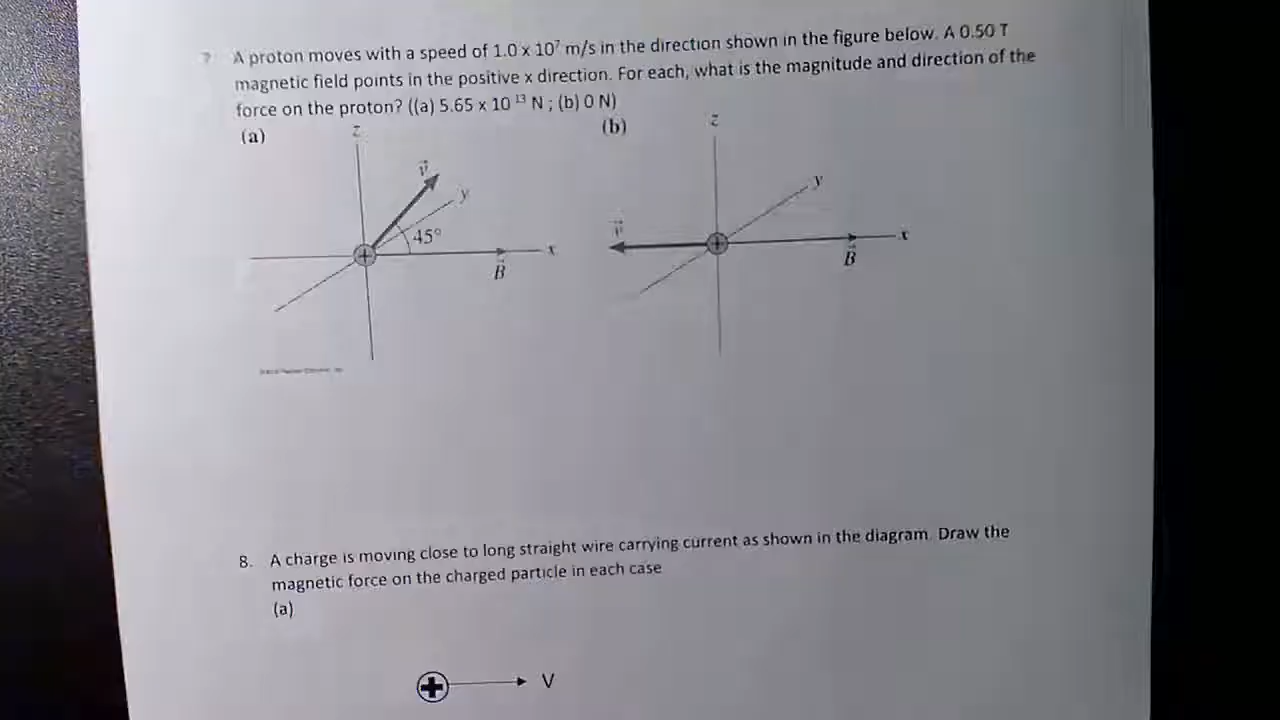 7 A proton moves with a speed of 1.0 x 10⁷ m/s in the direction shown in the figure below. A 0.50 T
magnetic field points in the positive x direction. For each, what is the magnitude and direction of the
force on the proton? ((a) 5.65 x 10 ¹³ N ; (b) 0 N)
(a)
(b)
z
z
v⃗
y
45°
x
B⃗
y
v⃗
x
B⃗
8. A charge is moving close to long straight wire carrying current as shown in the diagram. Draw the
magnetic force on the charged particle in each case
(a)
V